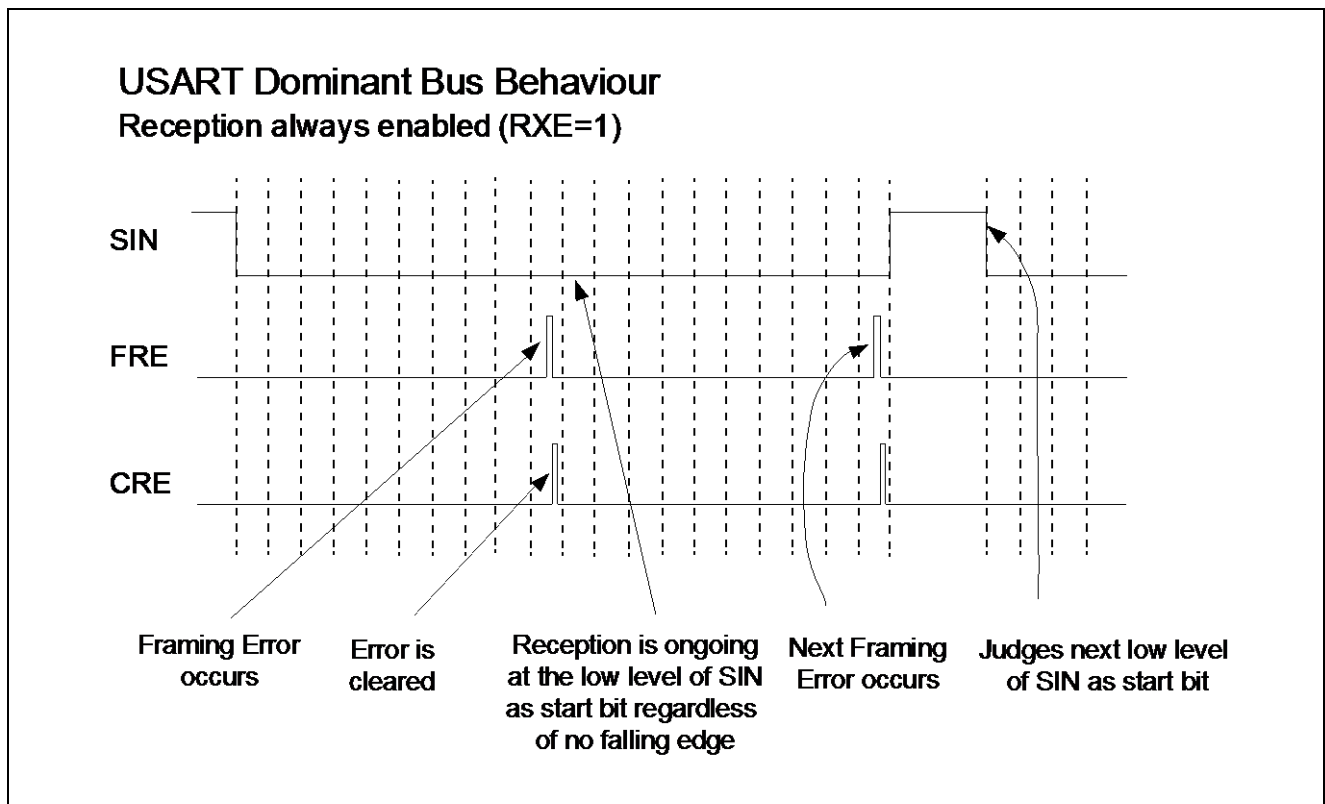 USART Dominant Bus Behaviour
Reception always enabled (RXE=1)
SIN
FRE
CRE
Framing Error
occurs
Error is
cleared
Reception is ongoing
at the low level of SIN
as start bit regardless
of no falling edge
Next Framing
Error occurs
Judges next low level
of SIN as start bit